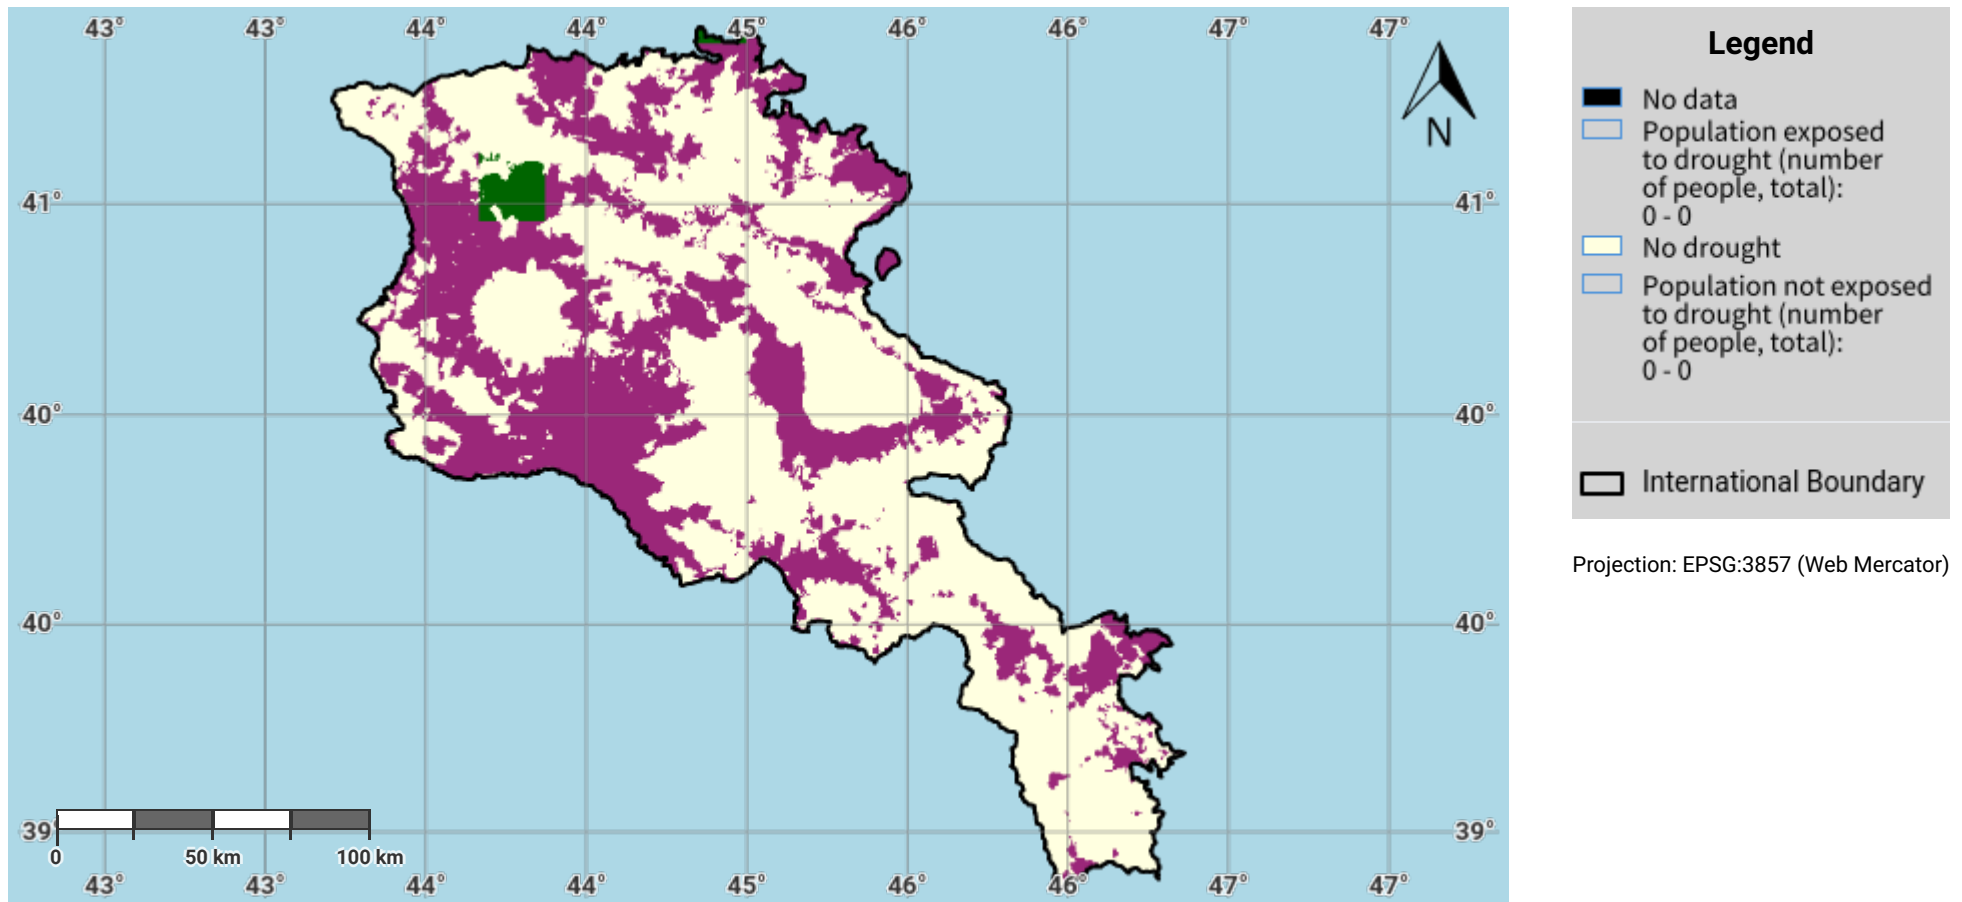 43° 43° 44° 44° 45° 46° 46° 47° 47°
N
41° 41°
40° 40°
40° 40°
39° 39°
0 50 km 100 km
43° 43° 44° 44° 45° 46° 46° 47° 47°
Legend
No data
Population exposed
to drought (number
of people, total):
0 - 0
No drought
Population not exposed
to drought (number
of people, total):
0 - 0
International Boundary
Projection: EPSG:3857 (Web Mercator)